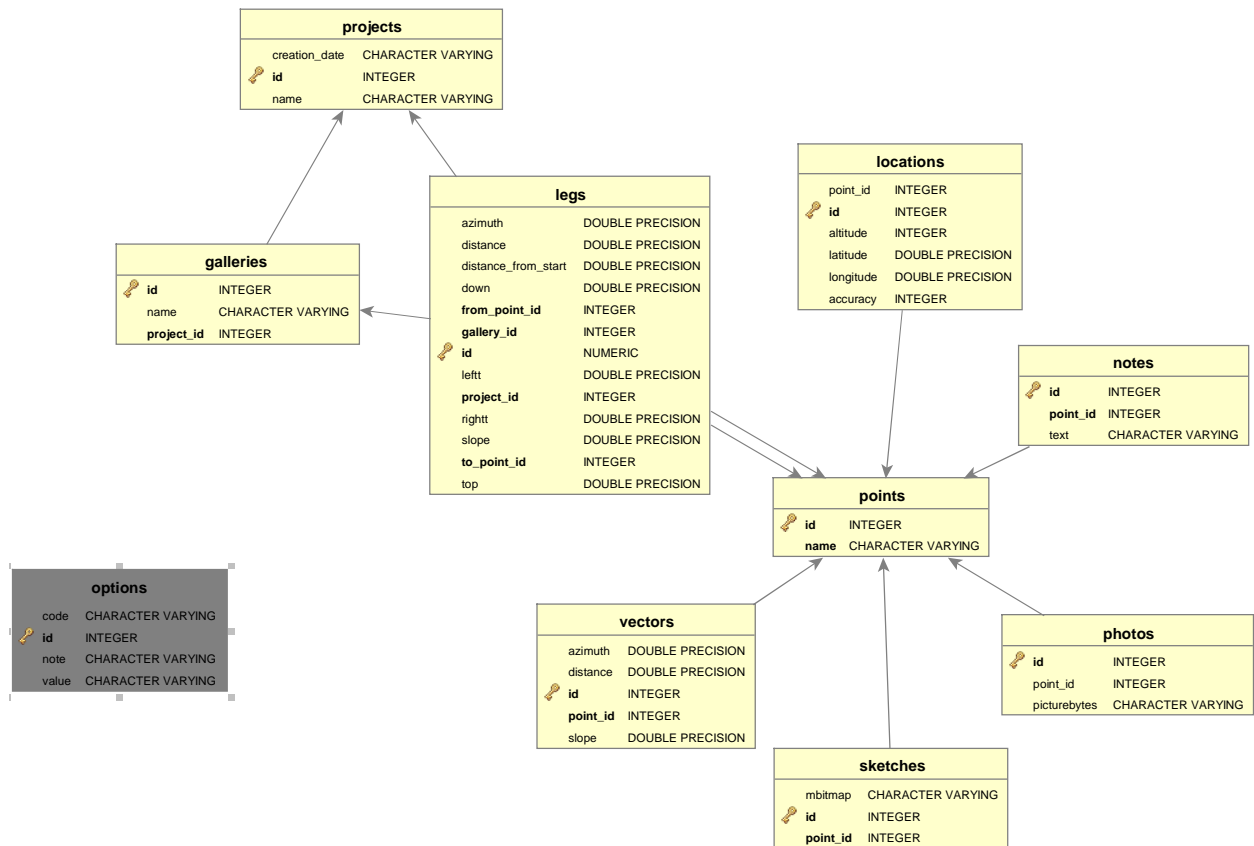 projects
creation_date CHARACTER VARYING
id INTEGER
name CHARACTER VARYING
locations
point_id INTEGER
id INTEGER
altitude INTEGER
latitude DOUBLE PRECISION
longitude DOUBLE PRECISION
accuracy INTEGER
legs
azimuth DOUBLE PRECISION
distance DOUBLE PRECISION
distance_from_start DOUBLE PRECISION
down DOUBLE PRECISION
from_point_id INTEGER
gallery_id INTEGER
id NUMERIC
leftt DOUBLE PRECISION
project_id INTEGER
rightt DOUBLE PRECISION
slope DOUBLE PRECISION
to_point_id INTEGER
top DOUBLE PRECISION
galleries
id INTEGER
name CHARACTER VARYING
project_id INTEGER
notes
id INTEGER
point_id INTEGER
text CHARACTER VARYING
points
id INTEGER
name CHARACTER VARYING
options
code CHARACTER VARYING
id INTEGER
note CHARACTER VARYING
value CHARACTER VARYING
vectors
azimuth DOUBLE PRECISION
distance DOUBLE PRECISION
id INTEGER
point_id INTEGER
slope DOUBLE PRECISION
photos
id INTEGER
point_id INTEGER
picturebytes CHARACTER VARYING
sketches
mbitmap CHARACTER VARYING
id INTEGER
point_id INTEGER